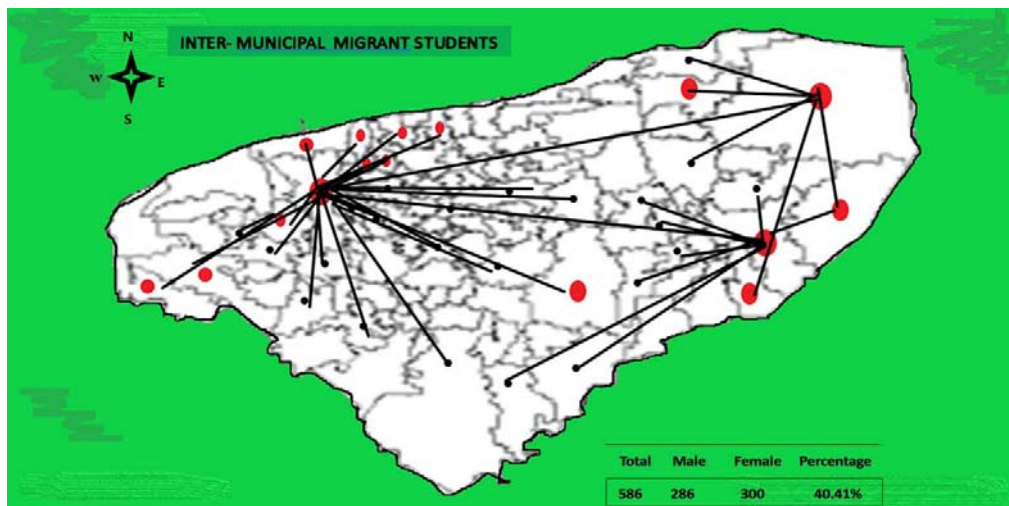 INTER- MUNICIPAL MIGRANT STUDENTS
N
W E
S
Total Male Female Percentage
586 286 300 40.41%